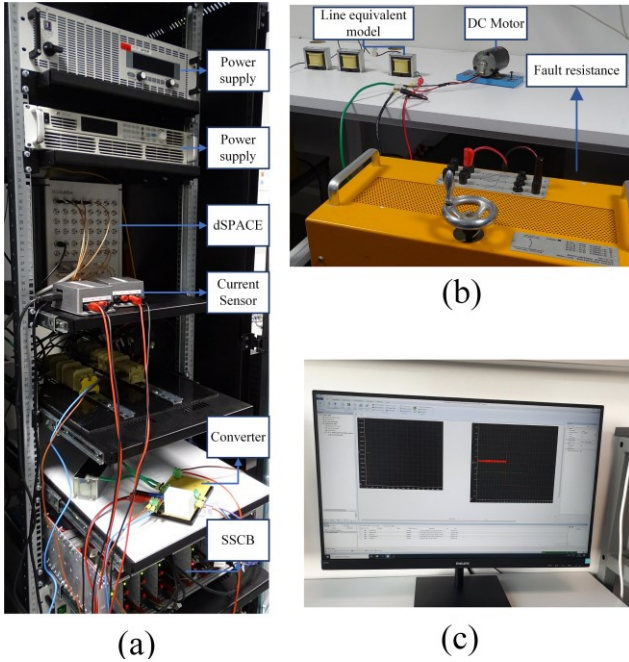 Power
supply
Power
supply
dSPACE
Current
Sensor
Converter
SSCB
(a)
Line equivalent
model
DC Motor
Fault resistance
(b)
PHILIPS
(c)